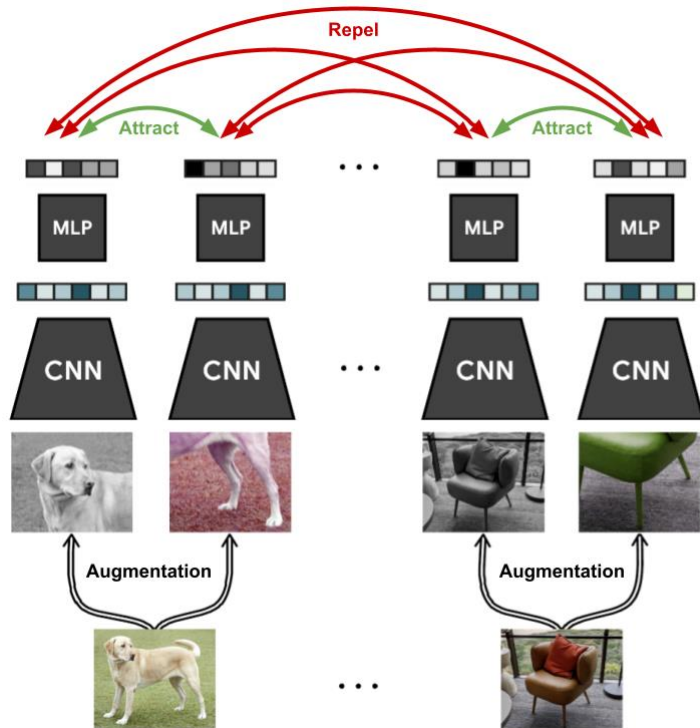 Repel
Attract
Attract
. . .
MLP
MLP
MLP
MLP
CNN
CNN
. . .
CNN
CNN
Augmentation
Augmentation
. . .